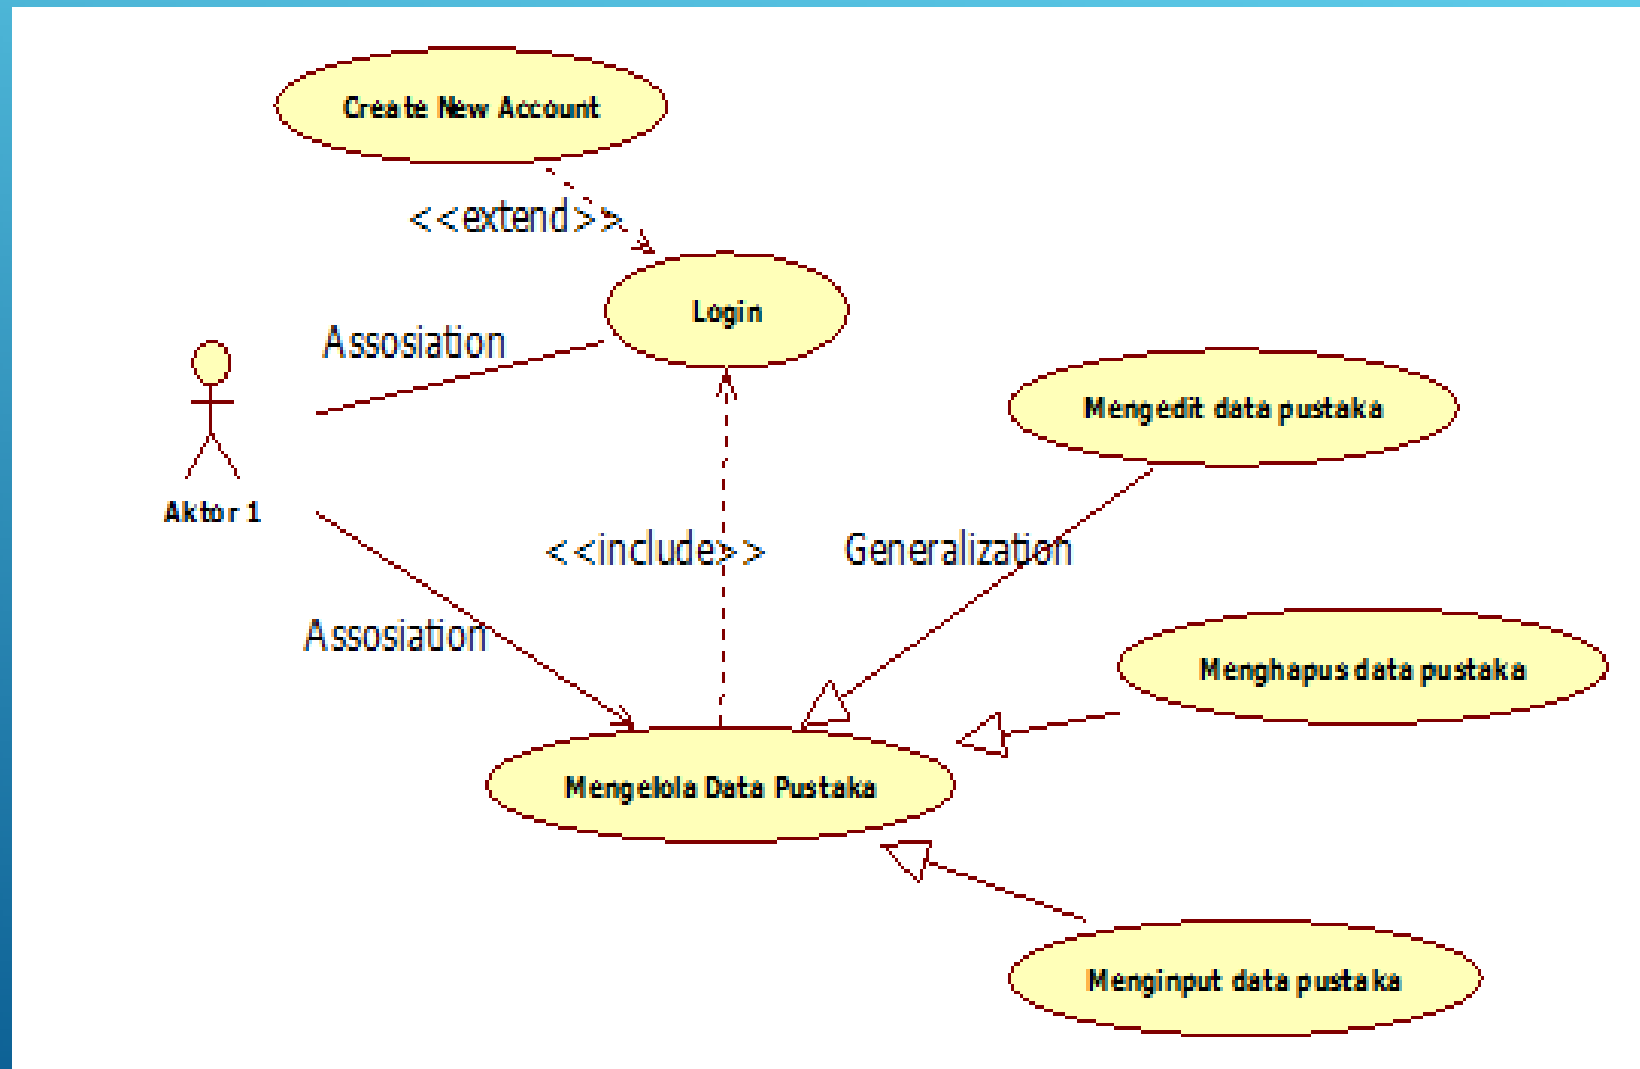 Create New Account
<<extend>>
Login
Assosiation
Mengedit data pustaka
Aktor 1
<<include>>
Generalization
Assosiation
Menghapus data pustaka
Mengelola Data Pustaka
Menginput data pustaka